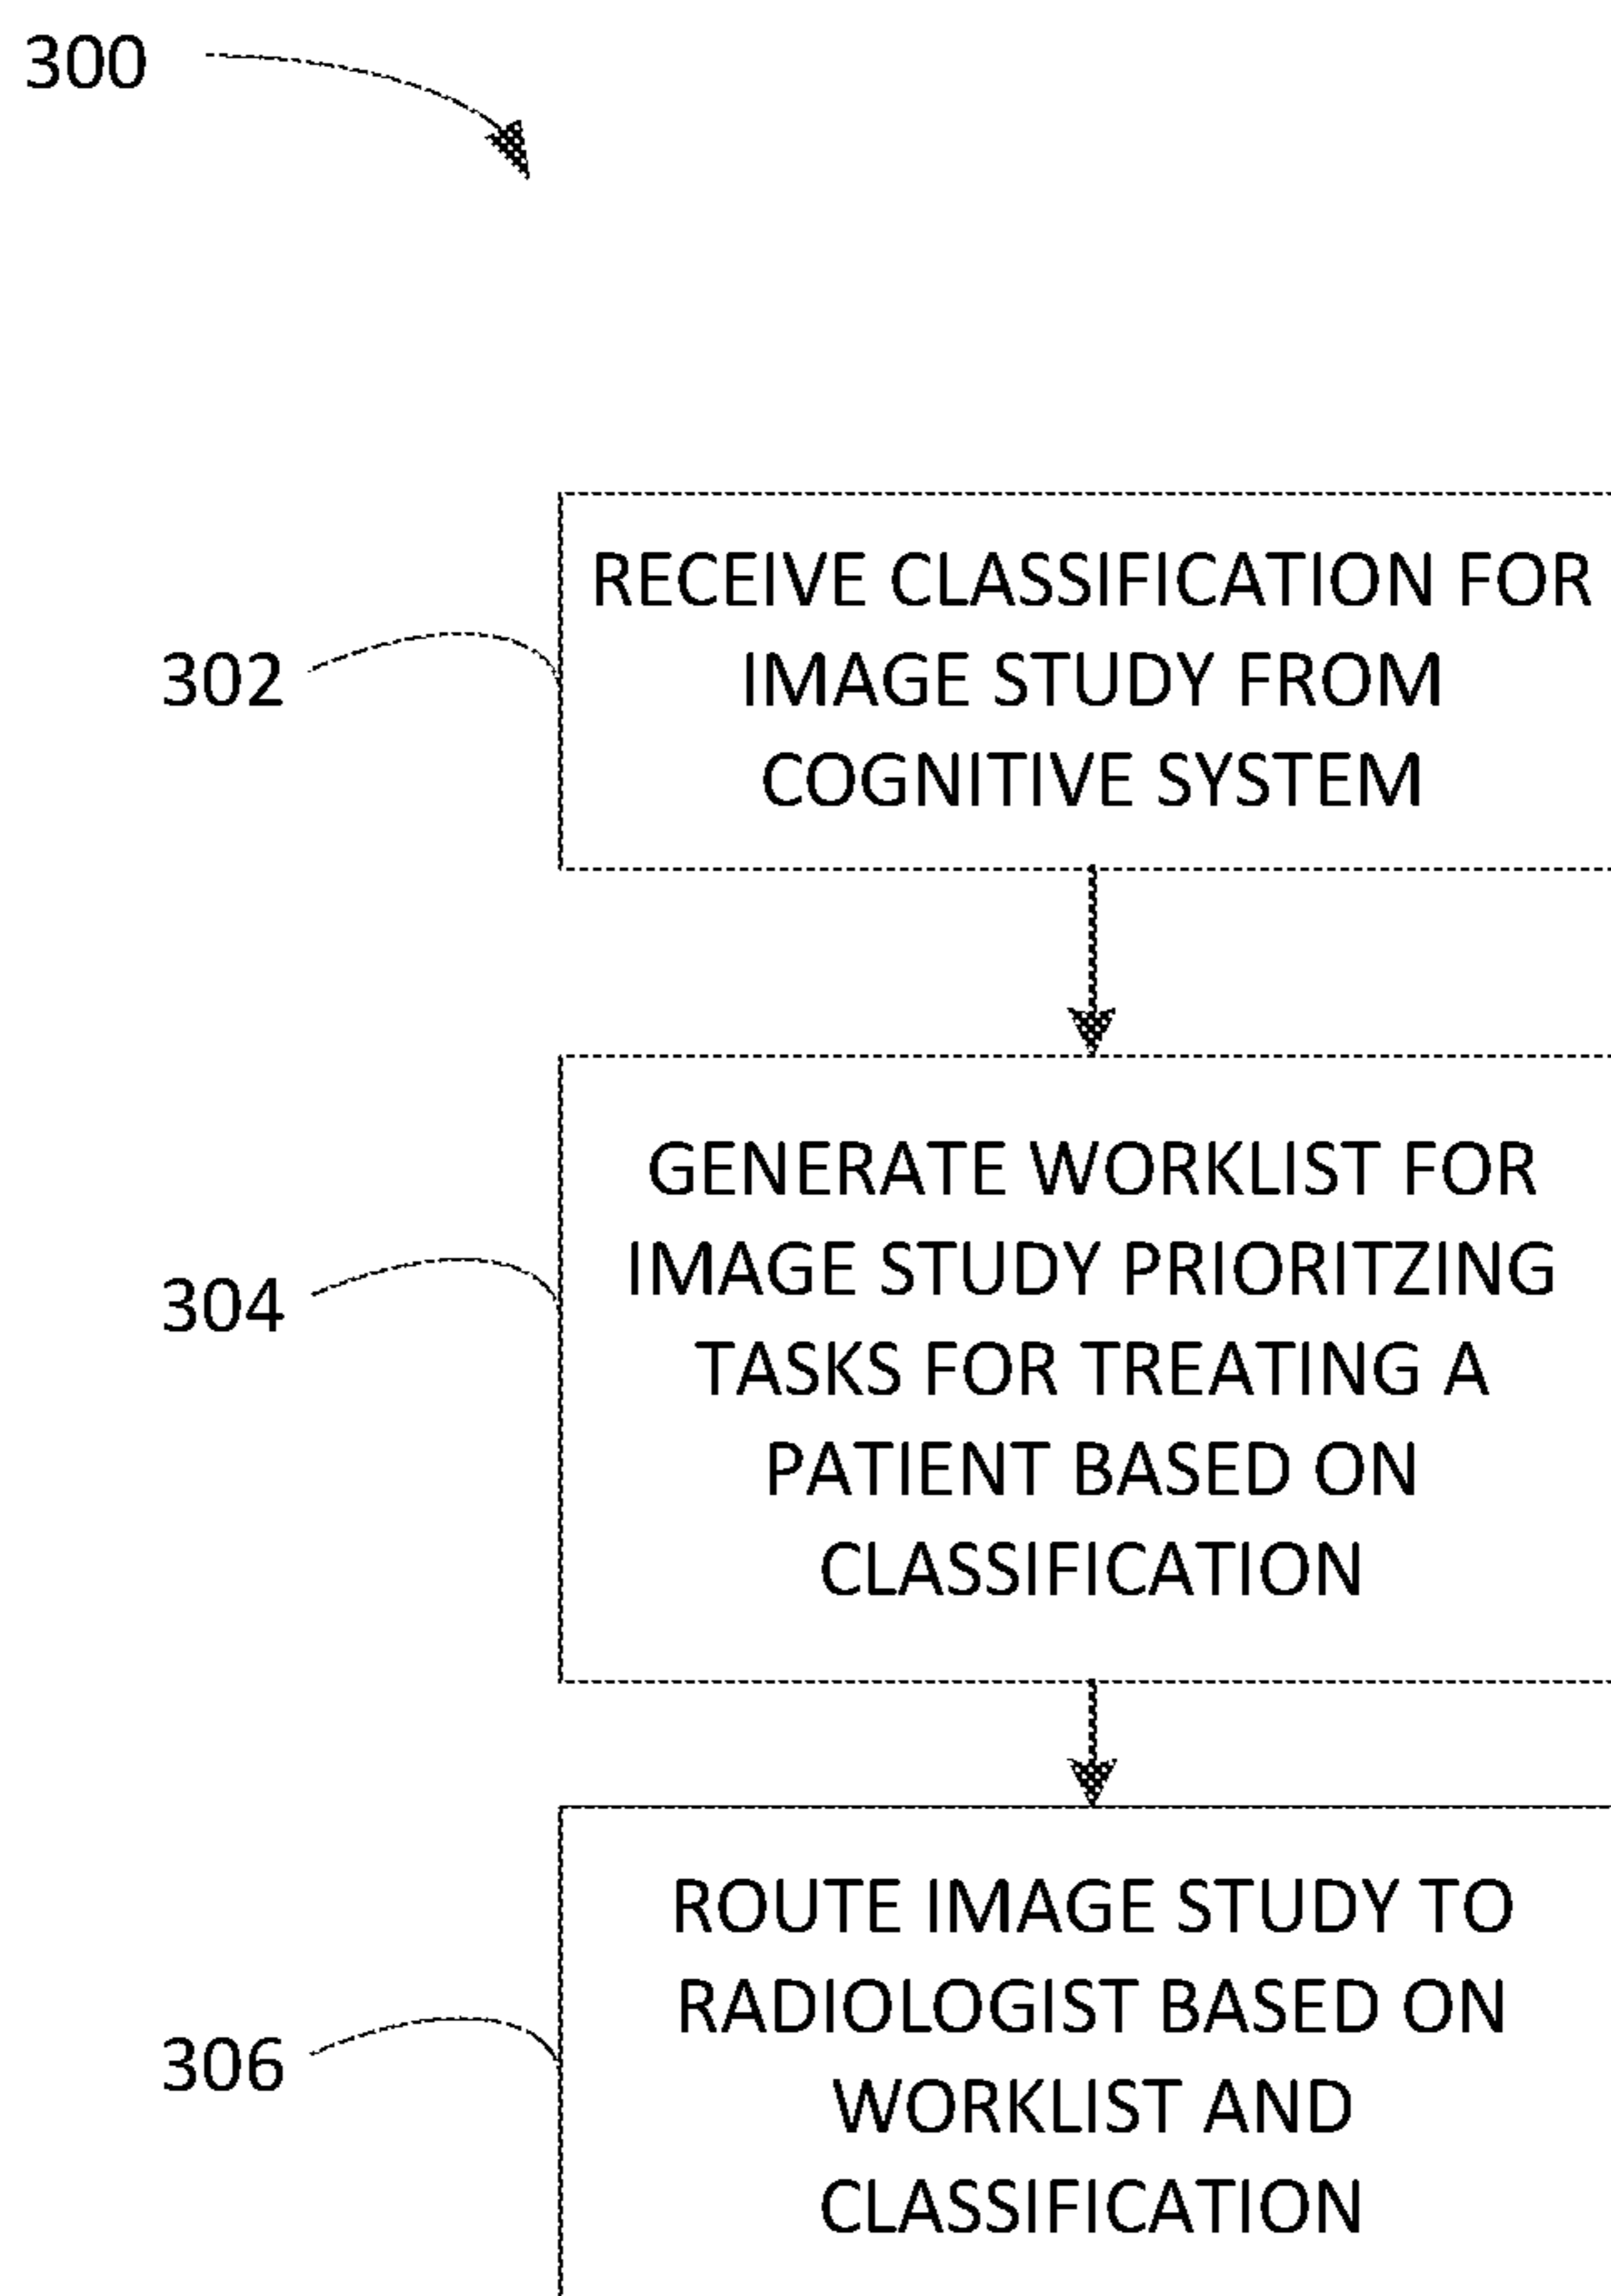 300
RECEIVE CLASSIFICATION FOR
302
IMAGE STUDY FROM
COGNITIVE SYSTEM
GENERATE WORKLIST FOR
IMAGE STUDY PRIORITZING
304
TASKS FOR TREATING A
PATIENT BASED ON
CLASSIFICATION
ROUTE IMAGE STUDY TO
RADIOLOGIST BASED ON
306
WORKLIST AND
CLASSIFICATION